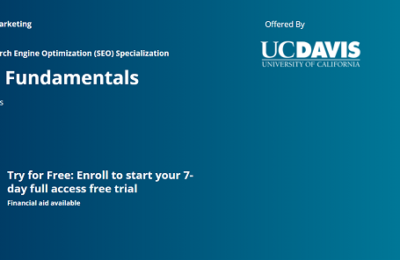 arketing
Offered By
rch Engine Optimization (SEO) Specialization
UCDAVIS
UNIVERSITY OF CALIFORNIA
Fundamentals
s
Try for Free: Enroll to start your 7-
day full access free trial
Financial aid available